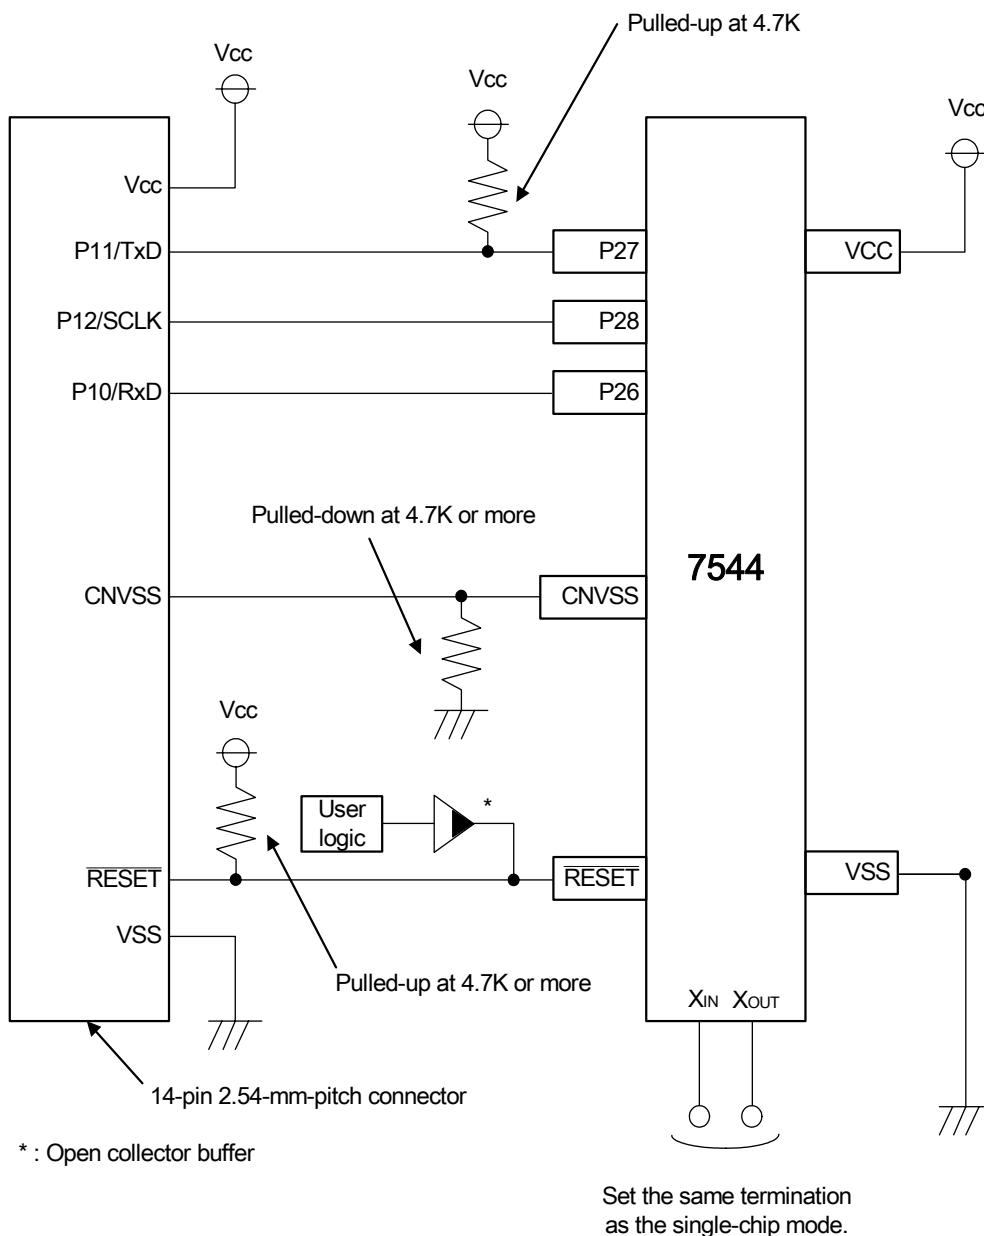 Pulled-up at 4.7K
Vcc
Vcc
Vcc
Vcc
P11/TxD
P27
VCC
P12/SCLK
P28
P10/RxD
P26
Pulled-down at 4.7K or more
7544
CNVSS
CNVSS
Vcc
User
logic
*
RESET
RESET
VSS
VSS
Pulled-up at 4.7K or more
XIN XOUT
14-pin 2.54-mm-pitch connector
* : Open collector buffer
Set the same termination
as the single-chip mode.